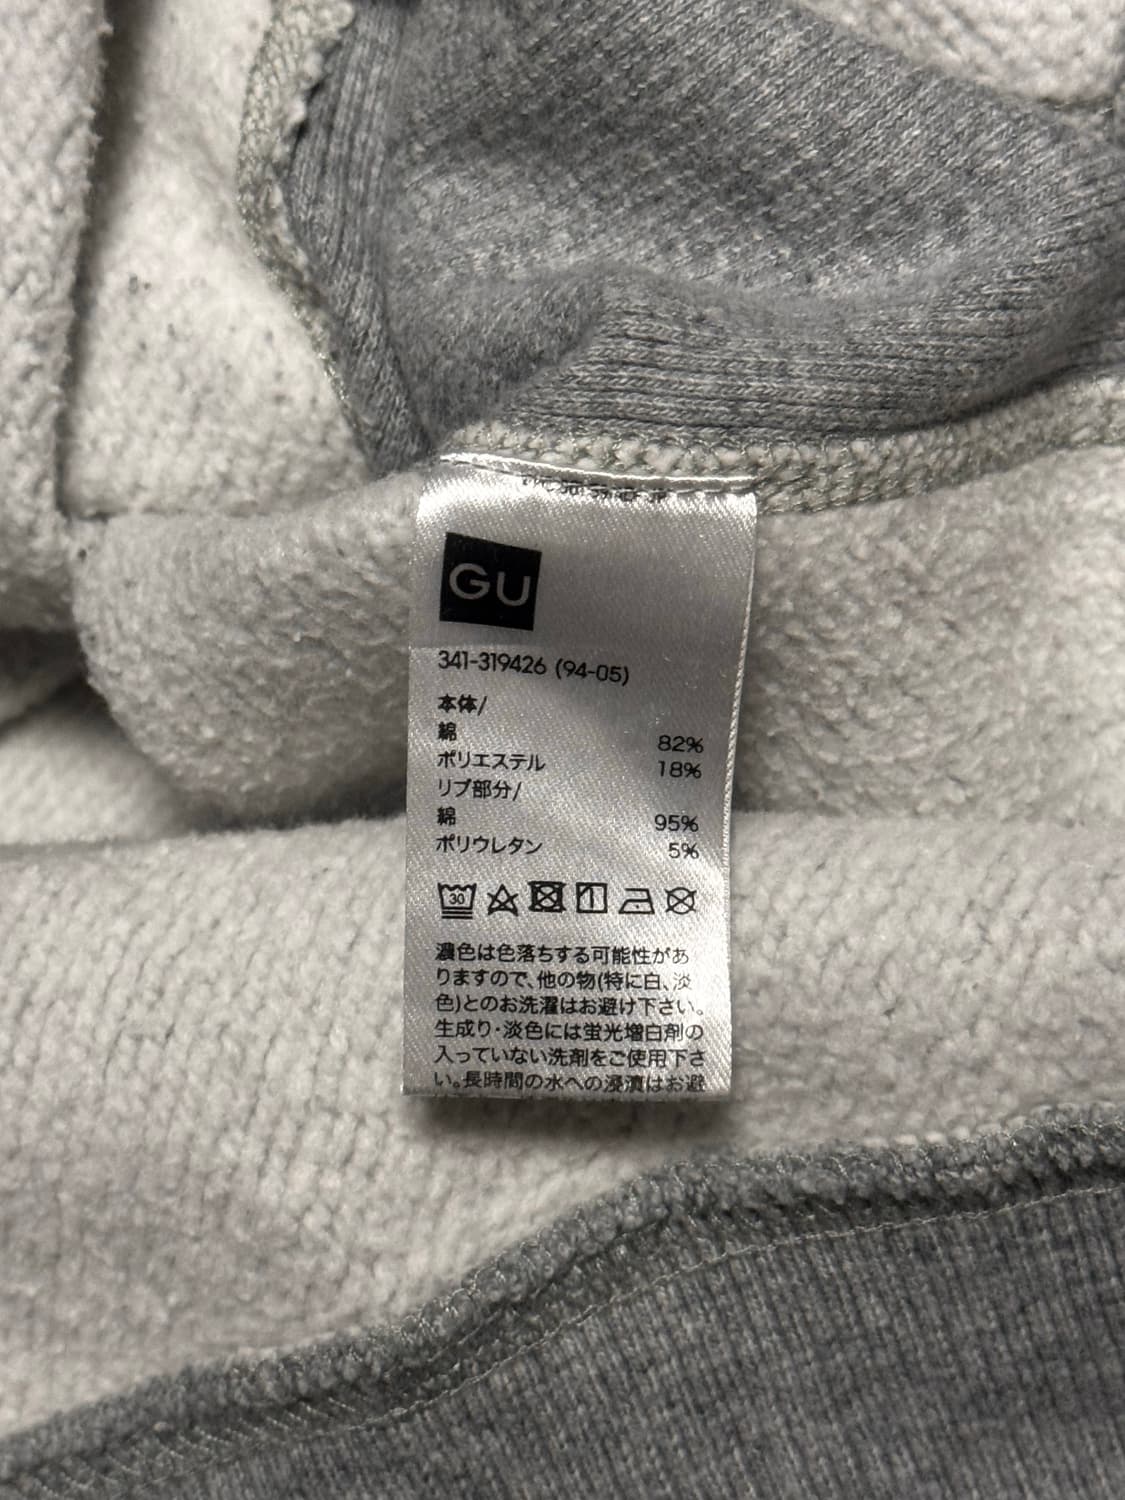 GU
341-319426 (94-05)
本体/
綿 82%
ポリエステル 18%
リブ部分/
綿 95%
ポリウレタン 5%
30
濃色は色落ちする可能性があ
りますので、他の物(特に白、淡
色)とのお洗濯はお避け下さい。
生成り・淡色には蛍光増白剤の
入っていない洗剤をご使用下さ
い。長時間の水への浸漬はお避